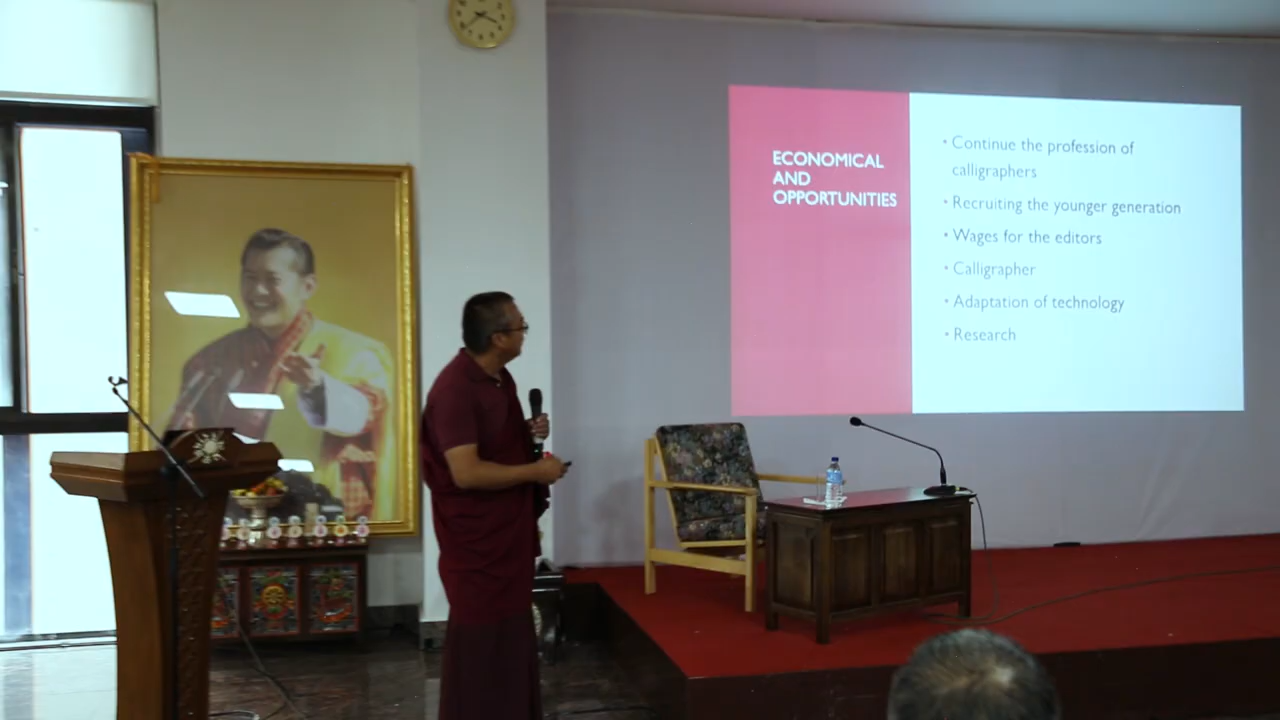 ECONOMICAL
AND
OPPORTUNITIES
• Continue the profession of
calligraphers
• Recruiting the younger generation
• Wages for the editors
• Calligrapher
• Adaptation of technology
• Research